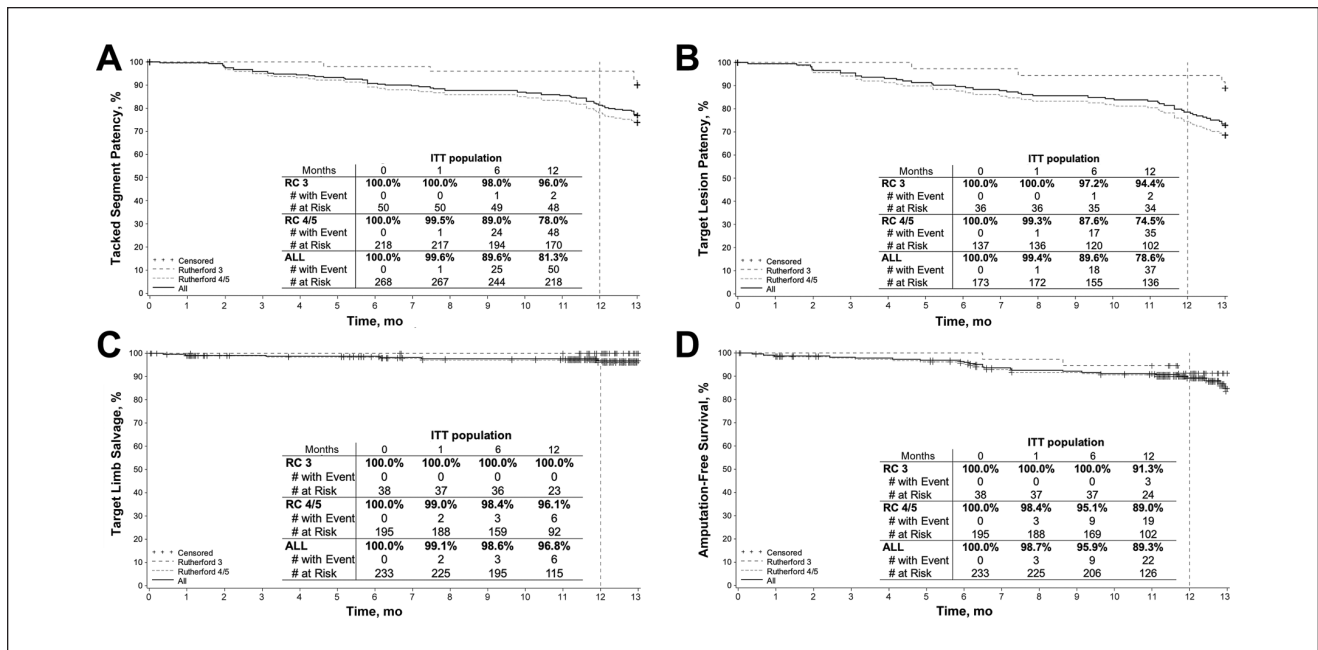 A
Tacked Segment Patency, %
100
90
80
70
60
50
40
30
20
10
0
ITT population
Months 0 1 6 12
RC 3 100.0% 100.0% 98.0% 96.0%
# with Event 0 0 1 2
# at Risk 50 50 49 48
RC 4/5 100.0% 99.5% 89.0% 78.0%
# with Event 0 1 24 48
# at Risk 218 217 194 170
ALL 100.0% 99.6% 89.6% 81.3%
# with Event 0 1 25 50
# at Risk 268 267 244 218
+ + + Censored
Rutherford 3
Rutherford 4/5
All
0 1 2 3 4 5 6 7 8 9 10 11 12 13
Time, mo
B
Target Lesion Patency, %
100
90
80
70
60
50
40
30
20
10
0
ITT population
Months 0 1 6 12
RC 3 100.0% 100.0% 97.2% 94.4%
# with Event 0 0 1 2
# at Risk 36 36 35 34
RC 4/5 100.0% 99.3% 87.6% 74.5%
# with Event 0 1 17 35
# at Risk 137 136 120 102
ALL 100.0% 99.4% 89.6% 78.6%
# with Event 0 1 18 37
# at Risk 173 172 155 136
+ + + Censored
Rutherford 3
Rutherford 4/5
All
0 1 2 3 4 5 6 7 8 9 10 11 12 13
Time, mo
C
Target Limb Salvage, %
100
90
80
70
60
50
40
30
20
10
0
ITT population
Months 0 1 6 12
RC 3 100.0% 100.0% 100.0% 100.0%
# with Event 0 0 0 0
# at Risk 38 37 36 23
RC 4/5 100.0% 99.0% 98.4% 96.1%
# with Event 0 2 3 6
# at Risk 195 188 159 92
ALL 100.0% 99.1% 98.6% 96.8%
# with Event 0 2 3 6
# at Risk 233 225 195 115
+ + + Censored
Rutherford 3
Rutherford 4/5
All
0 1 2 3 4 5 6 7 8 9 10 11 12 13
Time, mo
D
Amputation-Free Survival, %
100
90
80
70
60
50
40
30
20
10
0
ITT population
Months 0 1 6 12
RC 3 100.0% 100.0% 100.0% 91.3%
# with Event 0 0 0 3
# at Risk 38 37 37 24
RC 4/5 100.0% 98.4% 95.1% 89.0%
# with Event 0 3 9 19
# at Risk 195 188 169 102
ALL 100.0% 98.7% 95.9% 89.3%
# with Event 0 3 9 22
# at Risk 233 225 206 126
+ + + Censored
Rutherford 3
Rutherford 4/5
All
0 1 2 3 4 5 6 7 8 9 10 11 12 13
Time, mo